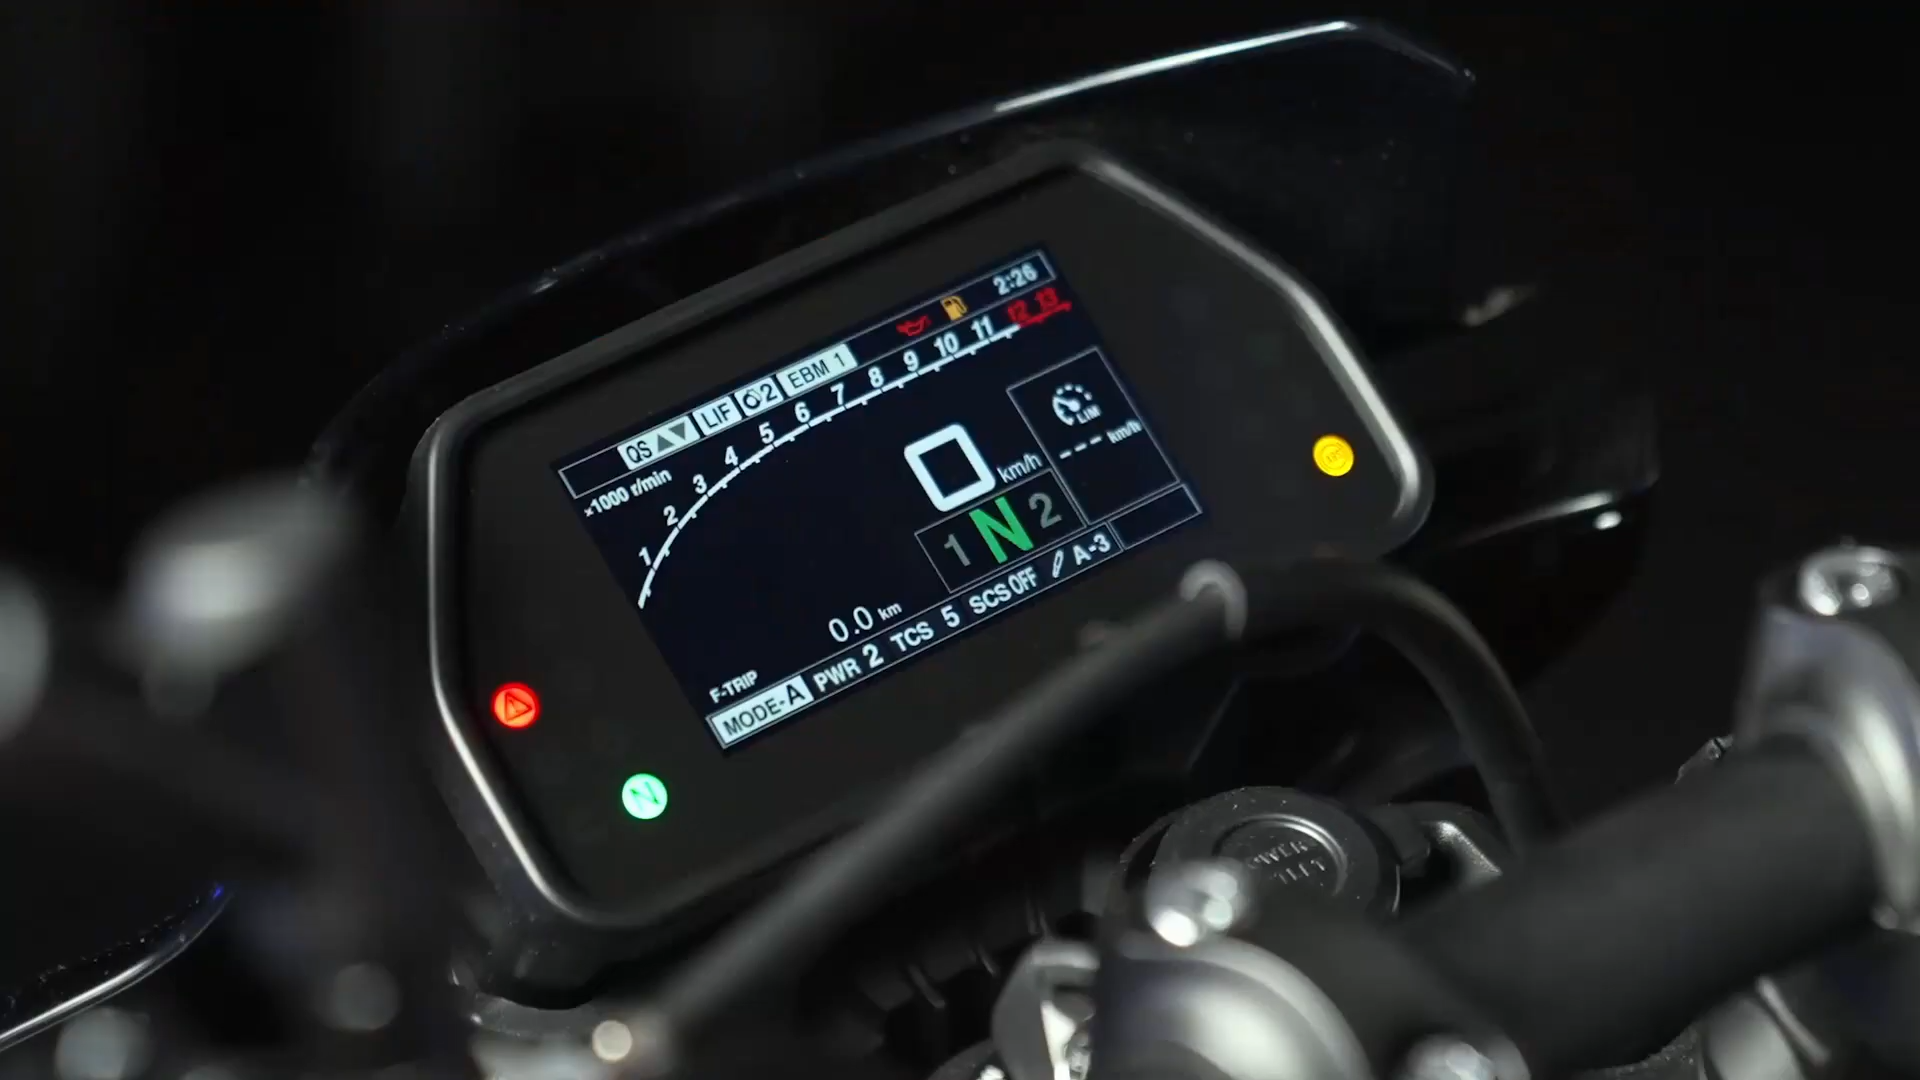 2:26
QS LIF 2 EBM 1
×1000 r/min
1 2 3 4 5 6 7 8 9 10 11 12 13
LIM
--- km/h
0 km/h
1 N 2
0.0 km
F-TRIP
MODE-A PWR 2 TCS 5 SCS OFF A-3
N
POWER